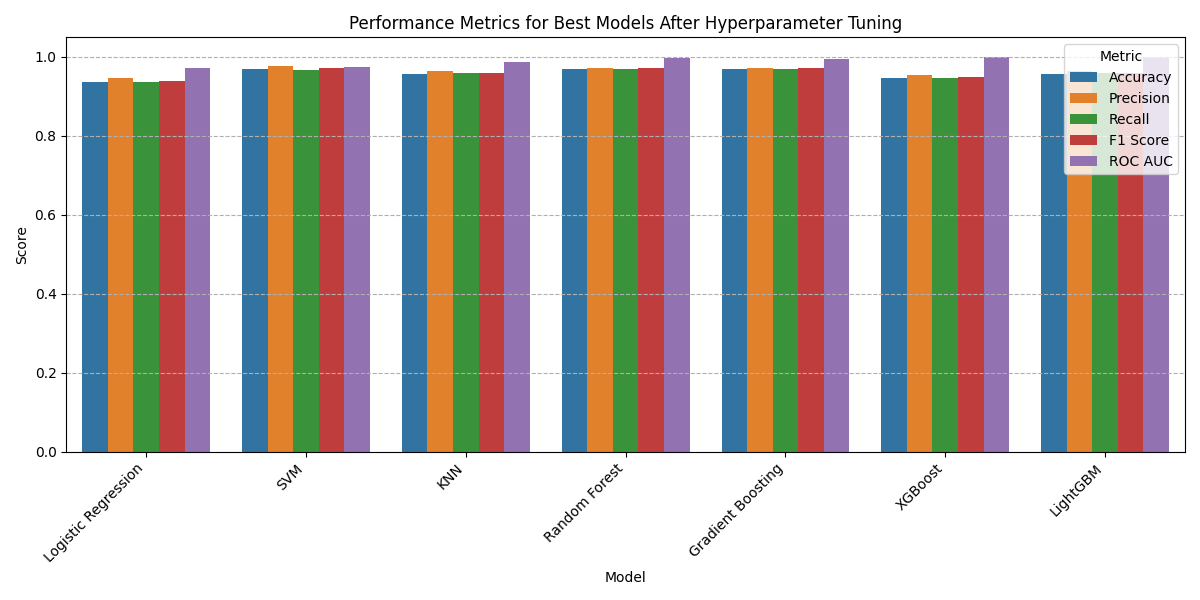 Performance Metrics for Best Models After Hyperparameter Tuning
Score
1.0
0.8
0.6
0.4
0.2
0.0
Metric
Accuracy
Precision
Recall
F1 Score
ROC AUC
Logistic Regression
SVM
KNN
Random Forest
Gradient Boosting
XGBoost
LightGBM
Model